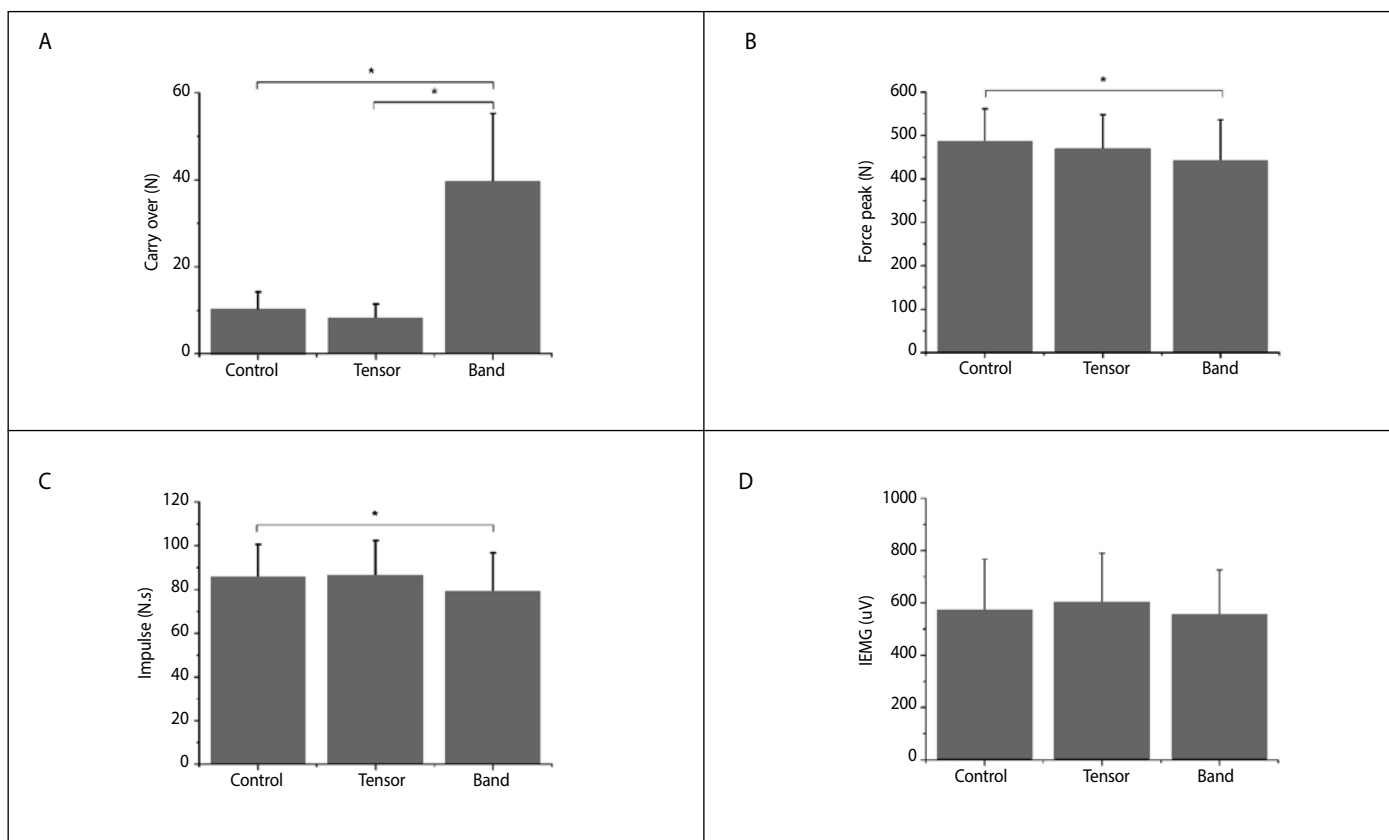 A
*
*
60
40
20
0
Carry over (N)
Control Tensor Band
B
*
600
500
400
300
200
100
0
Force peak (N)
Control Tensor Band
C
*
120
100
80
60
40
20
0
Impulse (N.s)
Control Tensor Band
D
1000
800
600
400
200
0
IEMG (uV)
Control Tensor Band